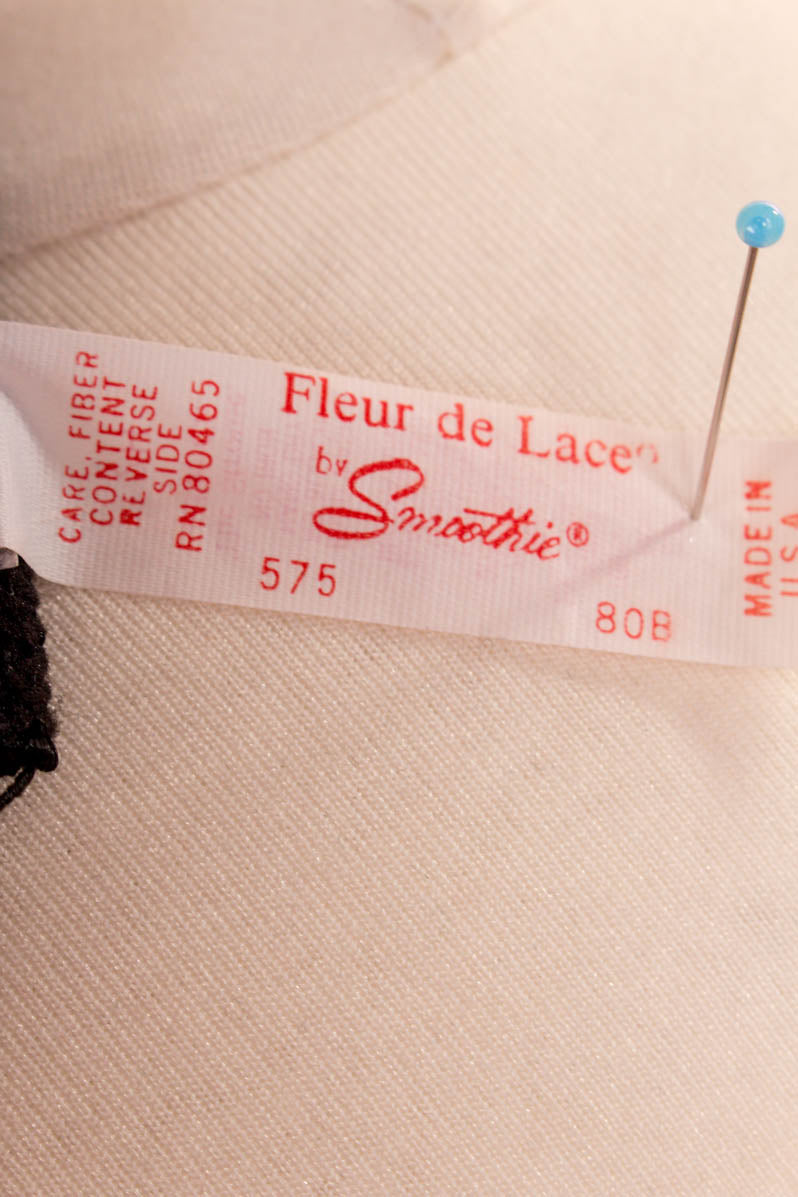 CARE, FIBER
CONTENT
REVERSE
SIDE
RN 80465
Fleur de Lace®
by Smoothie®
575
80B
MADE IN
U.S.A.